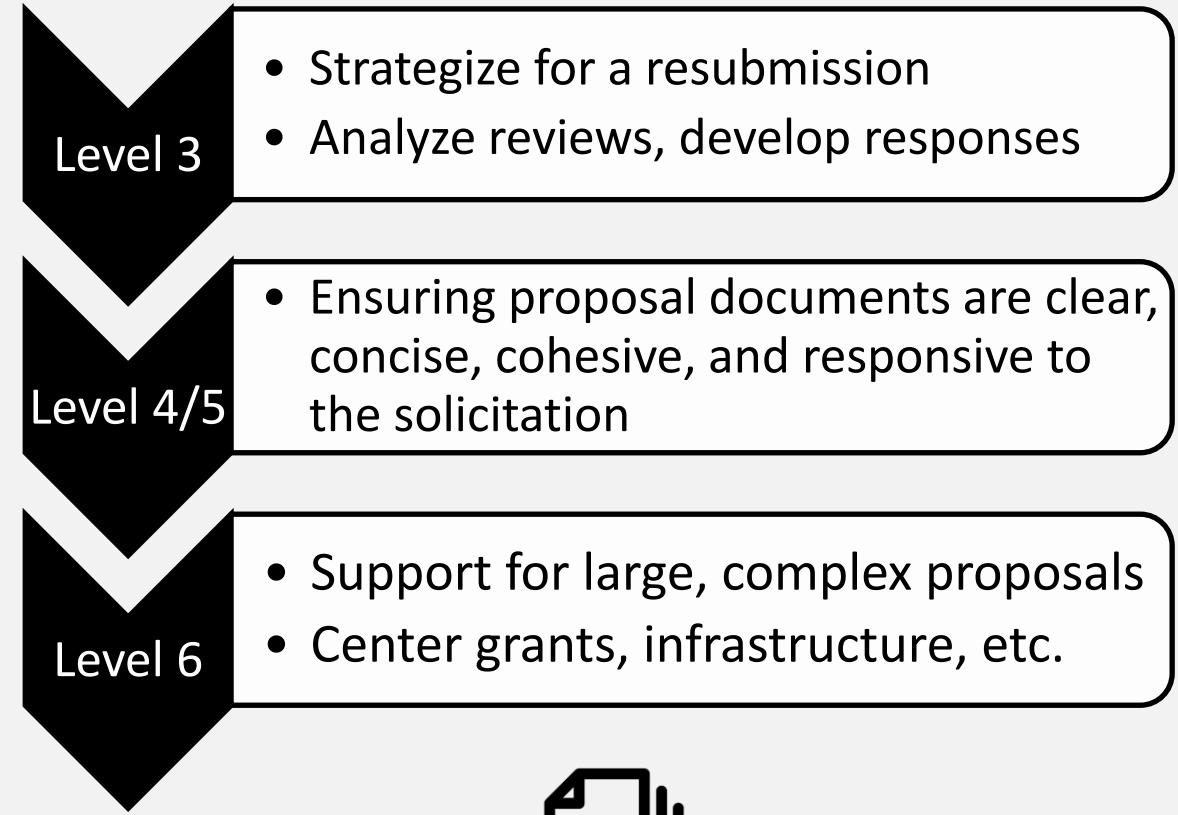 Level 3
• Strategize for a resubmission
• Analyze reviews, develop responses
Level 4/5
• Ensuring proposal documents are clear,
concise, cohesive, and responsive to
the solicitation
Level 6
• Support for large, complex proposals
• Center grants, infrastructure, etc.